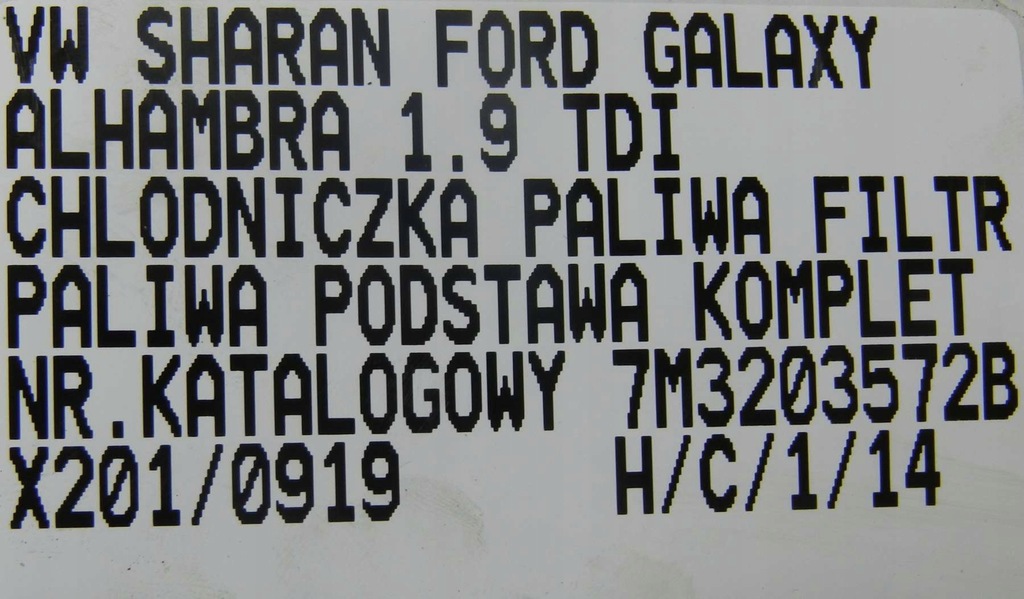 VW SHARAN FORD GALAXY
ALHAMBRA 1.9 TDI
CHLODNICZKA PALIWA FILTR
PALIWA PODSTAWA KOMPLET
NR.KATALOGOWY 7M3203572B
X201/0919 H/C/1/14